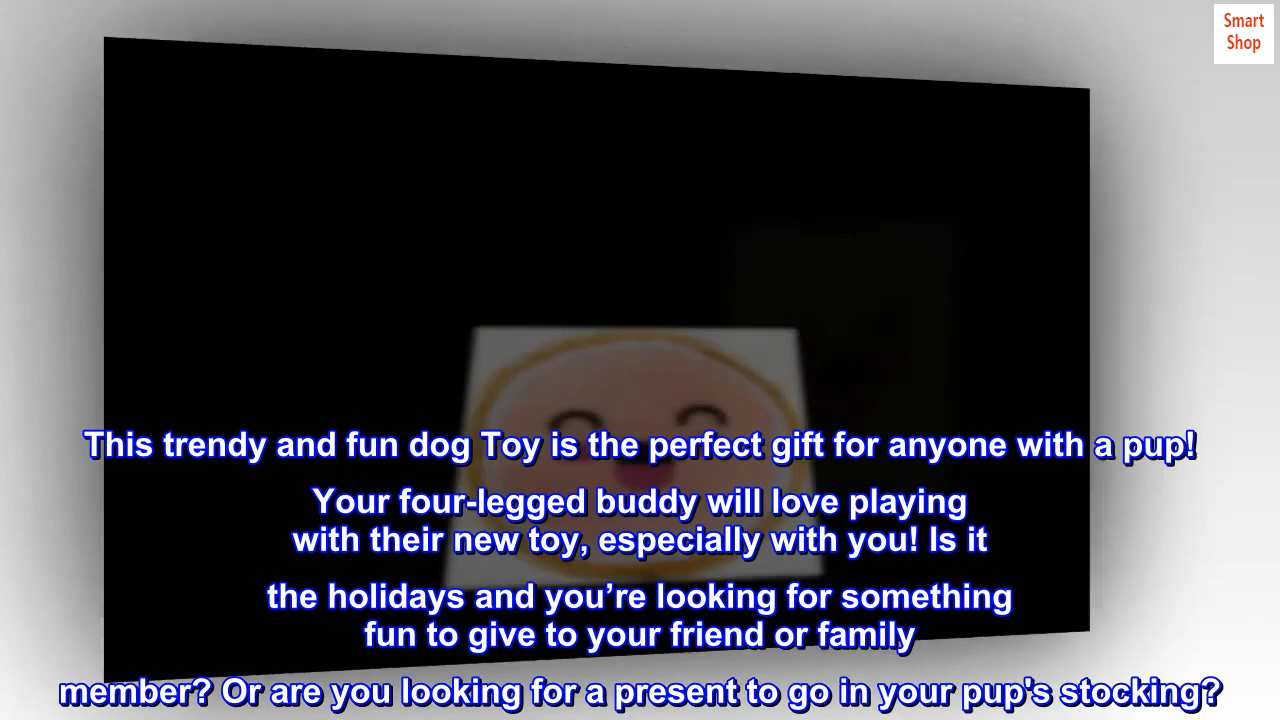 Smart
Shop
This trendy and fun dog Toy is the perfect gift for anyone with a pup!
Your four-legged buddy will love playing
with their new toy, especially with you! Is it
the holidays and you’re looking for something
fun to give to your friend or family
member? Or are you looking for a present to go in your pup's stocking?